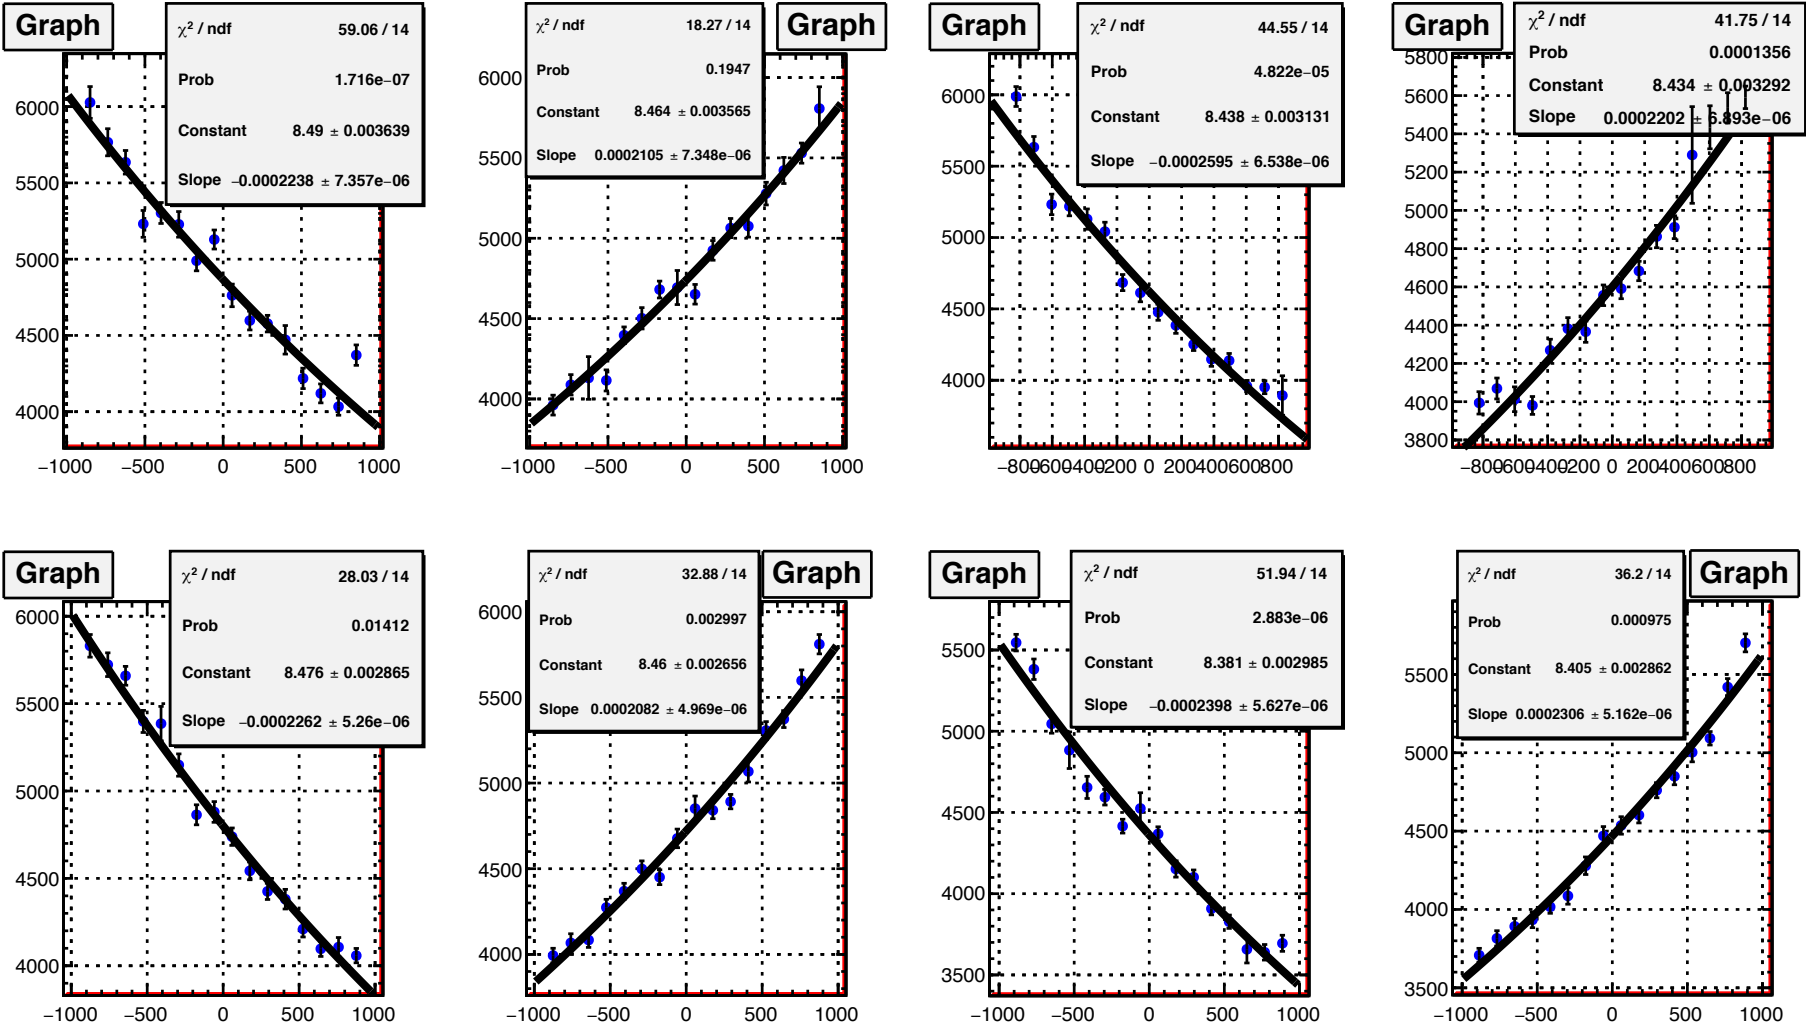 Graph
χ² / ndf 59.06 / 14
Prob 1.716e−07
Constant 8.49 ± 0.003639
Slope −0.0002238 ± 7.357e−06
6000
5500
5000
4500
4000
−1000 −500 0 500 1000
Graph
χ² / ndf 18.27 / 14
Prob 0.1947
Constant 8.464 ± 0.003565
Slope 0.0002105 ± 7.348e−06
6000
5500
5000
4500
4000
−1000 −500 0 500 1000
Graph
χ² / ndf 44.55 / 14
Prob 4.822e−05
Constant 8.438 ± 0.003131
Slope −0.0002595 ± 6.538e−06
6000
5500
5000
4500
4000
−800−600−400−200 0 200400600800
Graph
χ² / ndf 41.75 / 14
Prob 0.0001356
Constant 8.434 ± 0.003292
Slope 0.0002202 ± 6.893e−06
5800
5600
5400
5200
5000
4800
4600
4400
4200
4000
3800
−800−600−400−200 0 200400600800
Graph
χ² / ndf 28.03 / 14
Prob 0.01412
Constant 8.476 ± 0.002865
Slope −0.0002262 ± 5.26e−06
6000
5500
5000
4500
4000
−1000 −500 0 500 1000
Graph
χ² / ndf 32.88 / 14
Prob 0.002997
Constant 8.46 ± 0.002656
Slope 0.0002082 ± 4.969e−06
6000
5500
5000
4500
4000
−1000 −500 0 500 1000
Graph
χ² / ndf 51.94 / 14
Prob 2.883e−06
Constant 8.381 ± 0.002985
Slope −0.0002398 ± 5.627e−06
5500
5000
4500
4000
3500
−1000 −500 0 500 1000
Graph
χ² / ndf 36.2 / 14
Prob 0.000975
Constant 8.405 ± 0.002862
Slope 0.0002306 ± 5.162e−06
5500
5000
4500
4000
3500
−1000 −500 0 500 1000